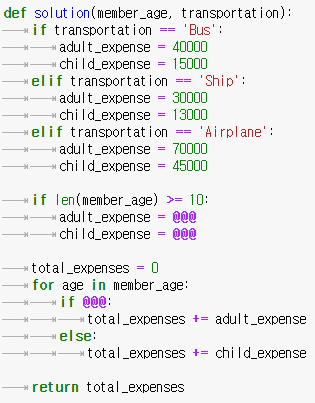 def solution(member_age, transportation):
    if transportation == 'Bus':
        adult_expense = 40000
        child_expense = 15000
    elif transportation == 'Ship':
        adult_expense = 30000
        child_expense = 13000
    elif transportation == 'Airplane':
        adult_expense = 70000
        child_expense = 45000

    if len(member_age) >= 10:
        adult_expense = @@@
        child_expense = @@@

    total_expenses = 0
    for age in member_age:
        if @@@:
            total_expenses += adult_expense
        else:
            total_expenses += child_expense

    return total_expenses